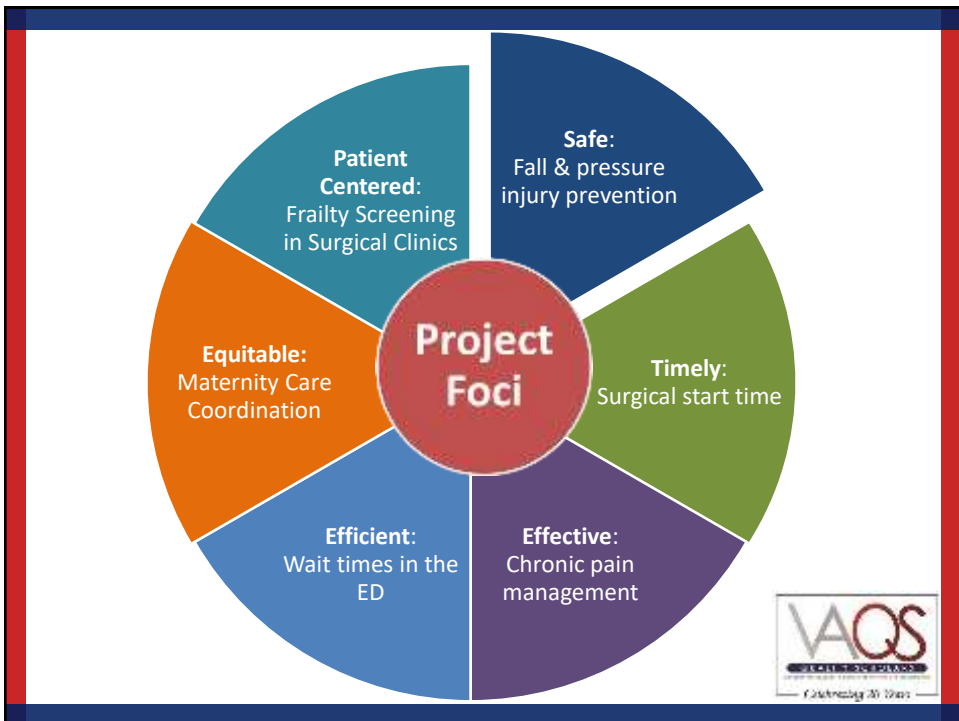 Safe:
Fall & pressure
injury prevention
Timely:
Surgical start time
Effective:
Chronic pain
management
Efficient:
Wait times in the
ED
Equitable:
Maternity Care
Coordination
Patient
Centered:
Frailty Screening
in Surgical Clinics
Project
Foci
VAQS